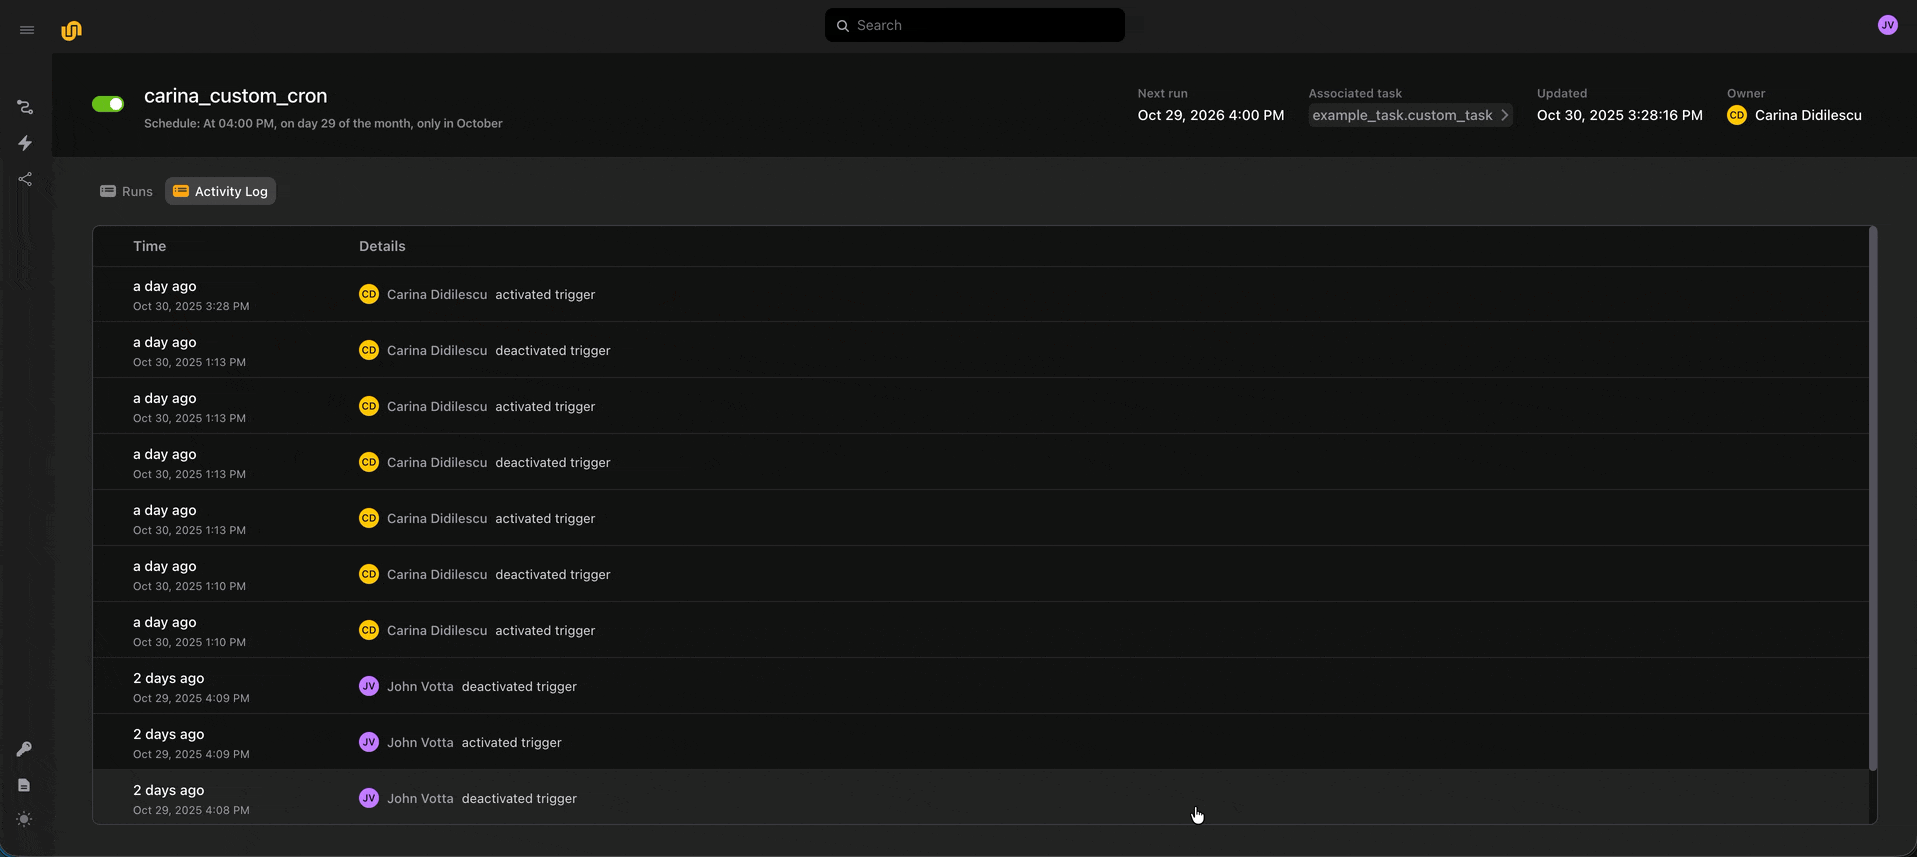 Search
JV
carina_custom_cron
Schedule: At 04:00 PM, on day 29 of the month, only in October
Next run
Oct 29, 2026 4:00 PM
Associated task
example_task.custom_task
Updated
Oct 30, 2025 3:28:16 PM
Owner
CD Carina Didilescu
Runs
Activity Log
Time Details
a day ago
Oct 30, 2025 3:28 PM
CD Carina Didilescu activated trigger
a day ago
Oct 30, 2025 1:13 PM
CD Carina Didilescu deactivated trigger
a day ago
Oct 30, 2025 1:13 PM
CD Carina Didilescu activated trigger
a day ago
Oct 30, 2025 1:13 PM
CD Carina Didilescu deactivated trigger
a day ago
Oct 30, 2025 1:13 PM
CD Carina Didilescu activated trigger
a day ago
Oct 30, 2025 1:10 PM
CD Carina Didilescu deactivated trigger
a day ago
Oct 30, 2025 1:10 PM
CD Carina Didilescu activated trigger
2 days ago
Oct 29, 2025 4:09 PM
JV John Votta deactivated trigger
2 days ago
Oct 29, 2025 4:09 PM
JV John Votta activated trigger
2 days ago
Oct 29, 2025 4:08 PM
JV John Votta deactivated trigger